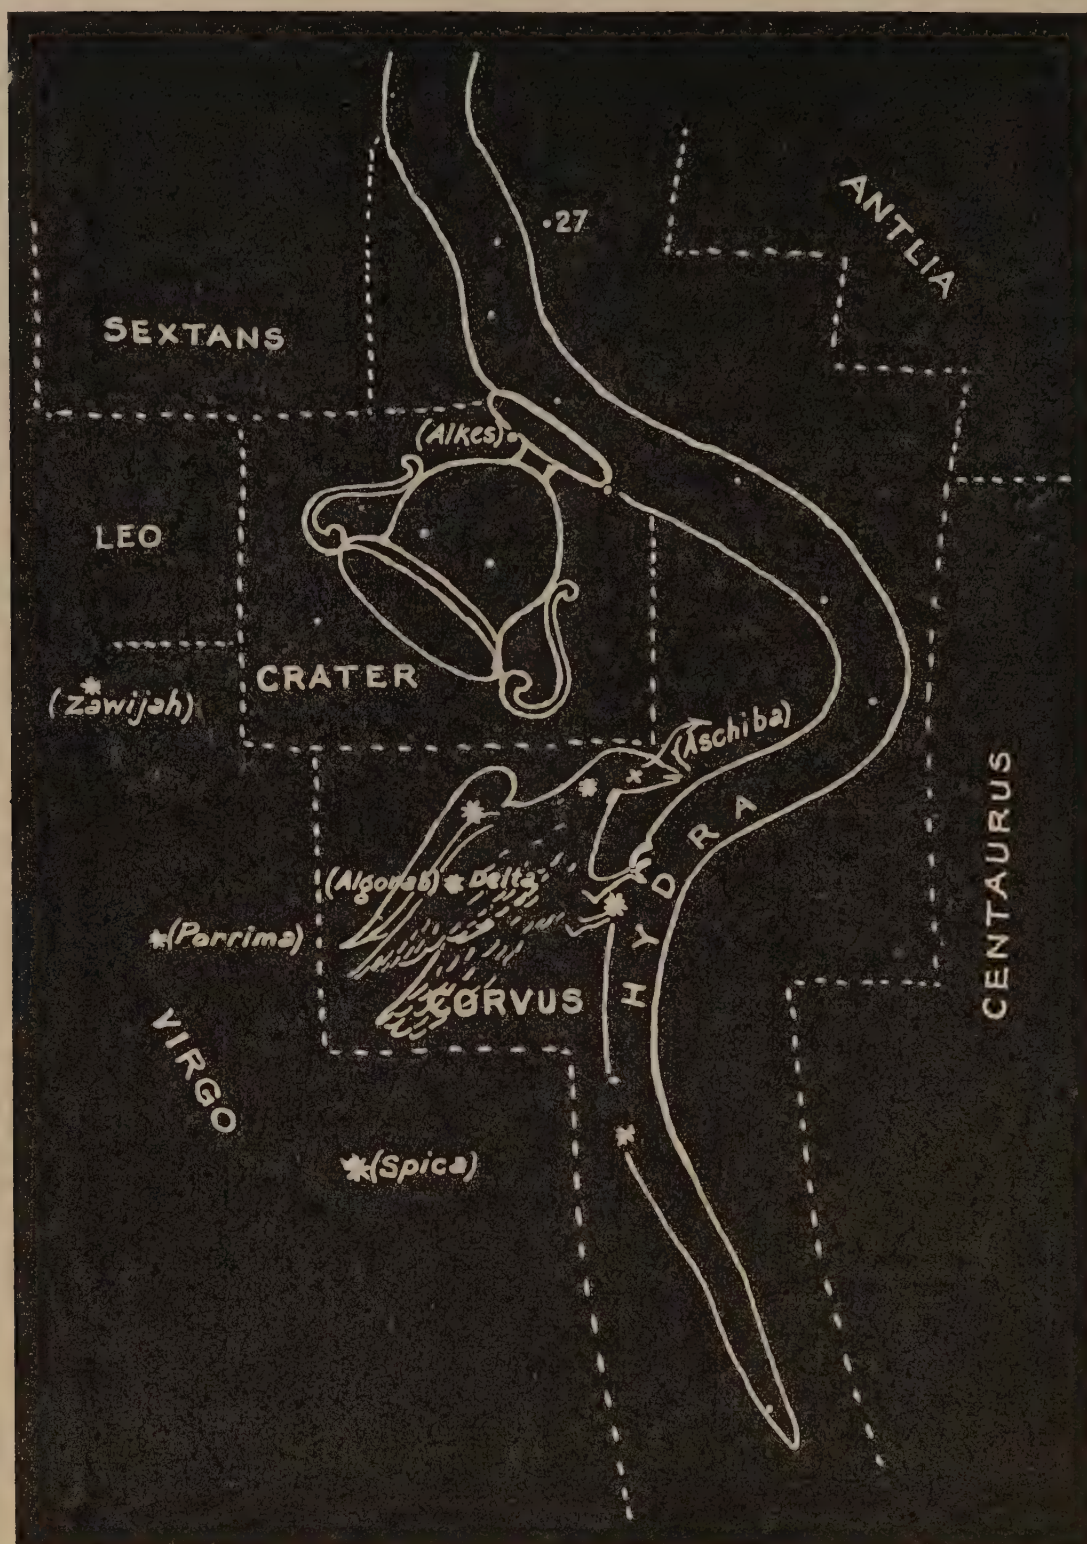 ANTLIA
.27
SEXTANS
(Alkes)
LEO
CRATER
(Zawijah)
(Aschiba)
HYDRA
CENTAURUS
(Algorab) Delta
(Porrima)
CORVUS
VIRGO
(Spica)